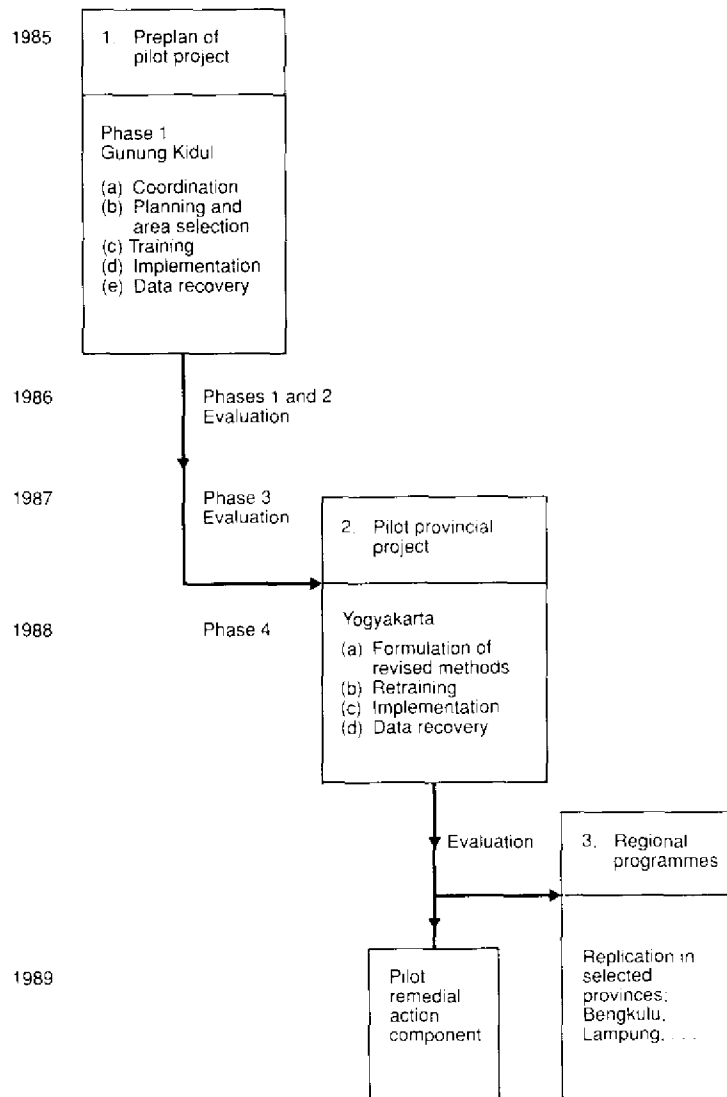 1985
1. Preplan of
pilot project
Phase 1
Gunung Kidul
(a) Coordination
(b) Planning and
area selection
(c) Training
(d) Implementation
(e) Data recovery
1986
Phases 1 and 2
Evaluation
1987
Phase 3
Evaluation
2. Pilot provincial
project
1988
Phase 4
Yogyakarta
(a) Formulation of
revised methods
(b) Retraining
(c) Implementation
(d) Data recovery
Evaluation
3. Regional
programmes
1989
Pilot
remedial
action
component
Replication in
selected
provinces;
Bengkulu,
Lampung, . . .